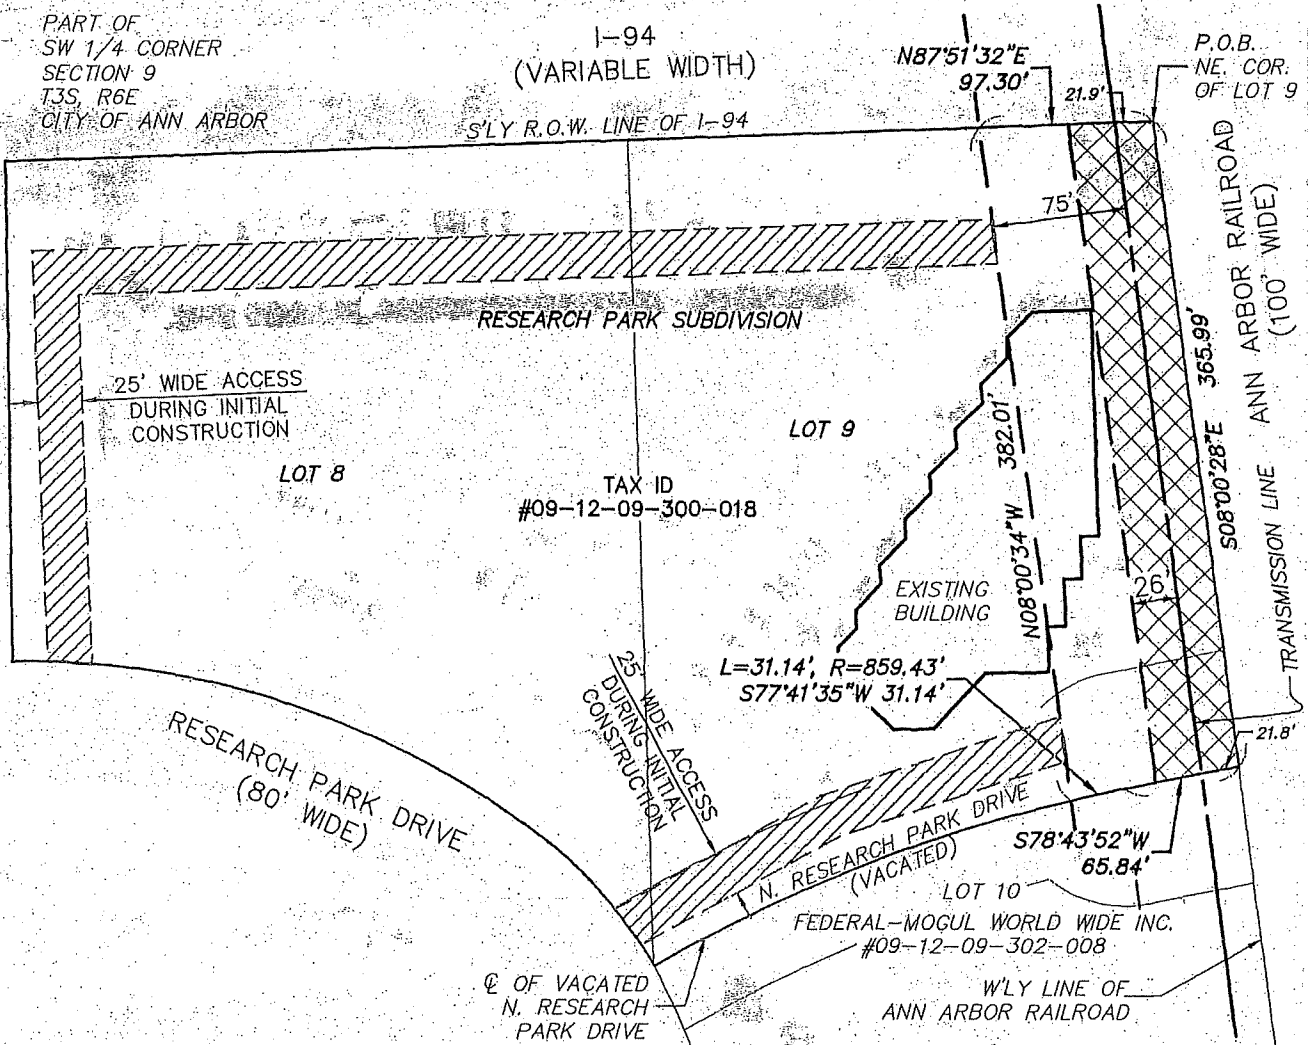 PART OF
SW 1/4 CORNER
SECTION 9
T3S, R6E
CITY OF ANN ARBOR
I-94
(VARIABLE WIDTH)
S'LY R.O.W. LINE OF I-94
N87°51'32"E
97.30'
21.9'
P.O.B.
NE. COR.
OF LOT 9
75'
ANN ARBOR RAILROAD
(100' WIDE)
RESEARCH PARK SUBDIVISION
25' WIDE ACCESS
DURING INITIAL
CONSTRUCTION
LOT 8
LOT 9
TAX ID
#09-12-09-300-018
N08°00'34"W 382.01'
S08°00'28"E 365.99'
EXISTING
BUILDING
26'
TRANSMISSION LINE
L=31.14', R=859.43'
S77°41'35"W 31.14'
25' WIDE ACCESS
DURING INITIAL
CONSTRUCTION
21.8'
RESEARCH PARK DRIVE
(80' WIDE)
N. RESEARCH PARK DRIVE
(VACATED)
S78°43'52"W
65.84'
LOT 10
FEDERAL-MOGUL WORLD WIDE INC.
#09-12-09-302-008
℄ OF VACATED
N. RESEARCH
PARK DRIVE
W'LY LINE OF
ANN ARBOR RAILROAD